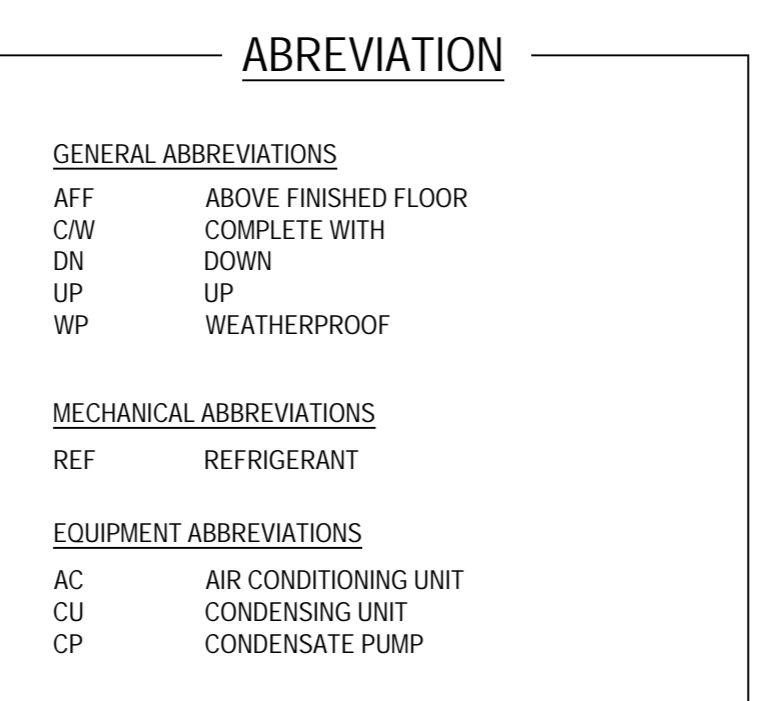 ABREVIATION
GENERAL ABBREVIATIONS
AFF ABOVE FINISHED FLOOR
C/W COMPLETE WITH
DN DOWN
UP UP
WP WEATHERPROOF
MECHANICAL ABBREVIATIONS
REF REFRIGERANT
EQUIPMENT ABBREVIATIONS
AC AIR CONDITIONING UNIT
CU CONDENSING UNIT
CP CONDENSATE PUMP